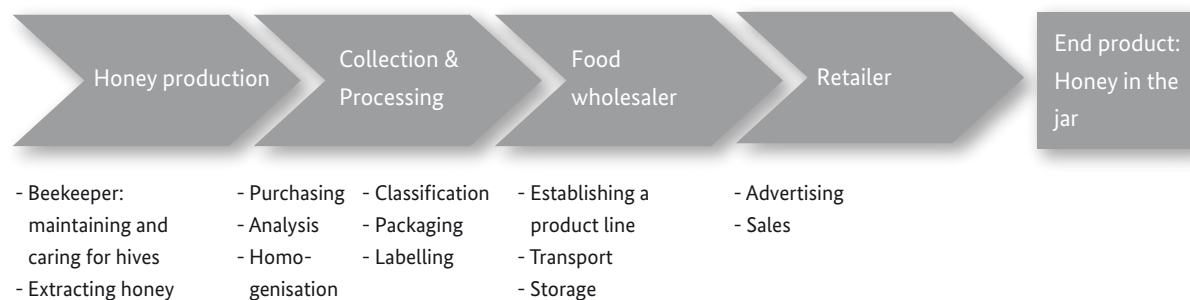 Honey production
Collection &
Processing
Food
wholesaler
Retailer
End product:
Honey in the
jar
- Beekeeper:
maintaining and
caring for hives
- Extracting honey
- Purchasing
- Analysis
- Homo-
genisation
- Classification
- Packaging
- Labelling
- Establishing a
product line
- Transport
- Storage
- Advertising
- Sales